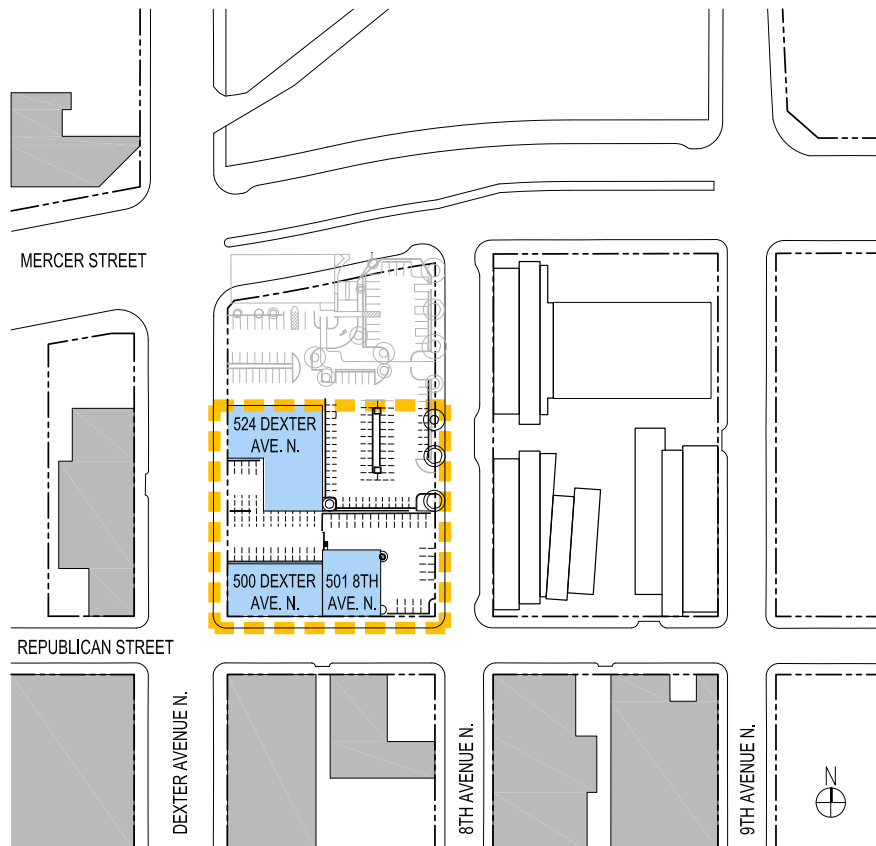 MERCER STREET
524 DEXTER
AVE. N.
500 DEXTER
AVE. N.
501 8TH
AVE. N.
REPUBLICAN STREET
DEXTER AVENUE N.
8TH AVENUE N.
9TH AVENUE N.
N